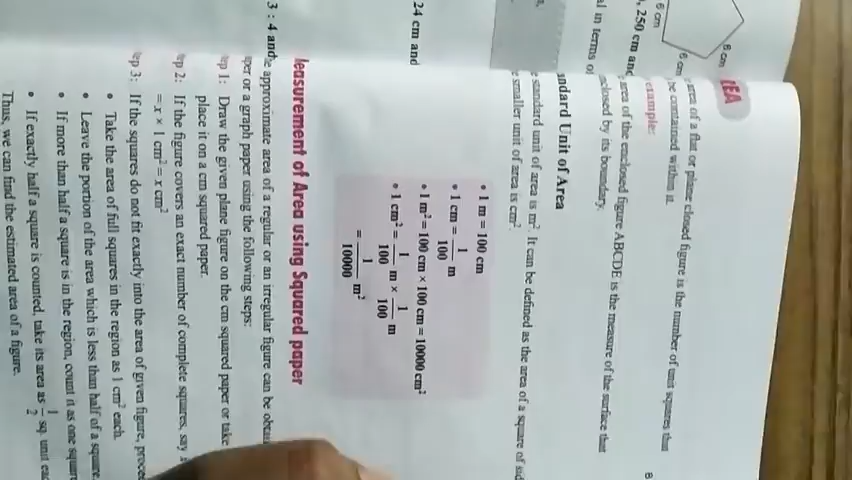 6 cm
6 cm
6 cm
EA
area of a flat or plane closed figure is the number of unit squares that
be contained within it.
example:
area of the enclosed figure ABCDE is the measure of the surface that
enclosed by its boundary.
, 250 cm and
al in terms of
ndard Unit of Area
e standard unit of area is m². It can be defined as the area of a square of sid
e smaller unit of area is cm².
• 1 m = 100 cm
• 1 cm = 1/100 m
• 1 m² = 100 cm × 100 cm = 10000 cm²
• 1 cm² = 1/100 m × 1/100 m
= 1/10000 m²
24 cm and
leasurement of Area using Squared paper
3 : 4 and
e approximate area of a regular or an irregular figure can be obtai
per or a graph paper using the following steps:
ep 1: Draw the given plane figure on the cm squared paper or take
place it on a cm squared paper.
ep 2: If the figure covers an exact number of complete squares, say
= x × 1 cm² = x cm²
ep 3: If the squares do not fit exactly into the area of given figure, procee
• Take the area of full squares in the region as 1 cm² each.
• Leave the portion of the area which is less than half of a square.
• If more than half a square is in the region, count it as one square
• If exactly half a square is counted, take its area as 1/2 sq. unit eac
Thus, we can find the estimated area of a figure.